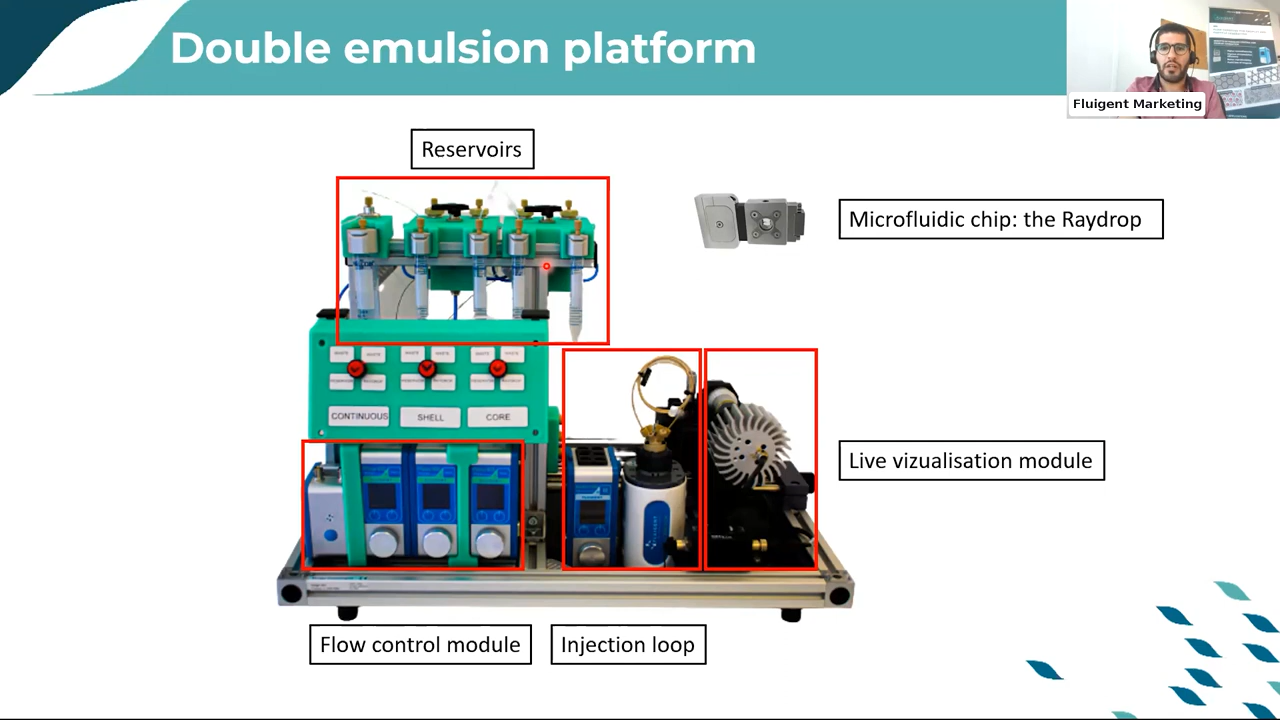 Double emulsion platform
Fluigent Marketing
Reservoirs
Microfluidic chip: the Raydrop
CONTINUOUS
SHELL
CORE
Live vizualisation module
Flow control module
Injection loop